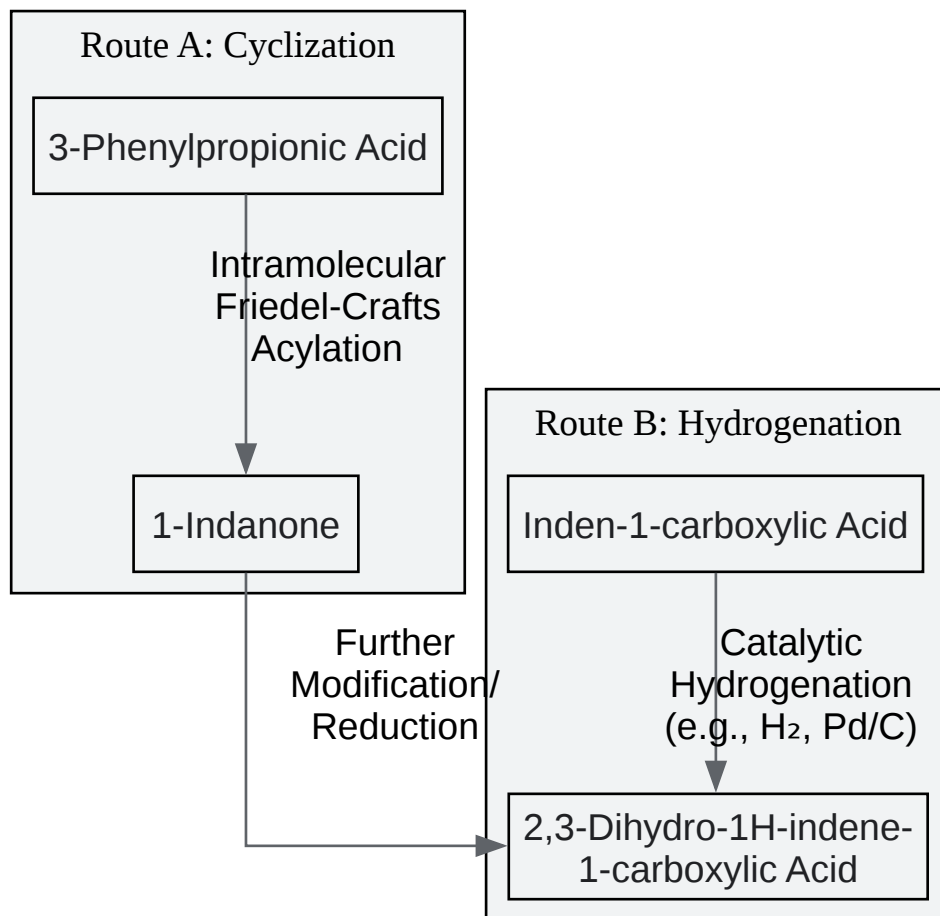 Route A: Cyclization
3-Phenylpropionic Acid
Intramolecular
Friedel-Crafts
Acylation
1-Indanone
Further
Modification/
Reduction
Route B: Hydrogenation
Inden-1-carboxylic Acid
Catalytic
Hydrogenation
(e.g., H₂, Pd/C)
2,3-Dihydro-1H-indene-
1-carboxylic Acid